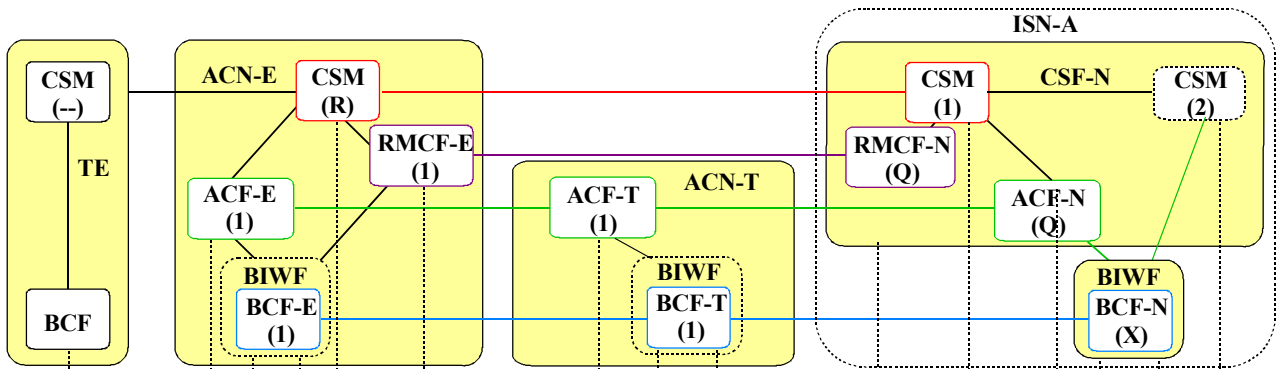 ISN-A
CSM
(--)
TE
BCF
ACN-E
CSM
(R)
RMCF-E
(1)
ACF-E
(1)
BIWF
BCF-E
(1)
ACN-T
ACF-T
(1)
BIWF
BCF-T
(1)
CSM
(1)
CSF-N
CSM
(2)
RMCF-N
(Q)
ACF-N
(Q)
BIWF
BCF-N
(X)